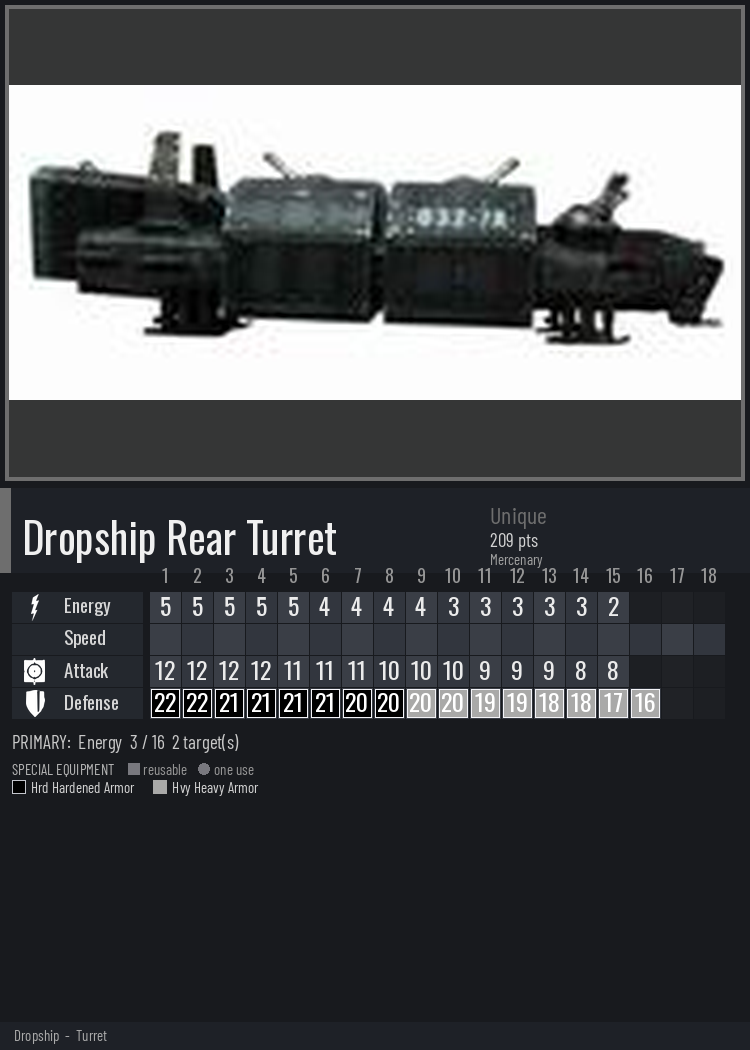 Dropship Rear Turret
Unique
209 pts
Mercenary
1 2 3 4 5 6 7 8 9 10 11 12 13 14 15 16 17 18
Energy 5 5 5 5 5 4 4 4 4 3 3 3 3 3 2
Speed
Attack 12 12 12 12 11 11 11 10 10 10 9 9 9 8 8
Defense 22 22 21 21 21 21 20 20 20 20 19 19 18 18 17 16
PRIMARY: Energy 3 / 16 2 target(s)
SPECIAL EQUIPMENT reusable one use
Hrd Hardened Armor Hvy Heavy Armor
Dropship - Turret